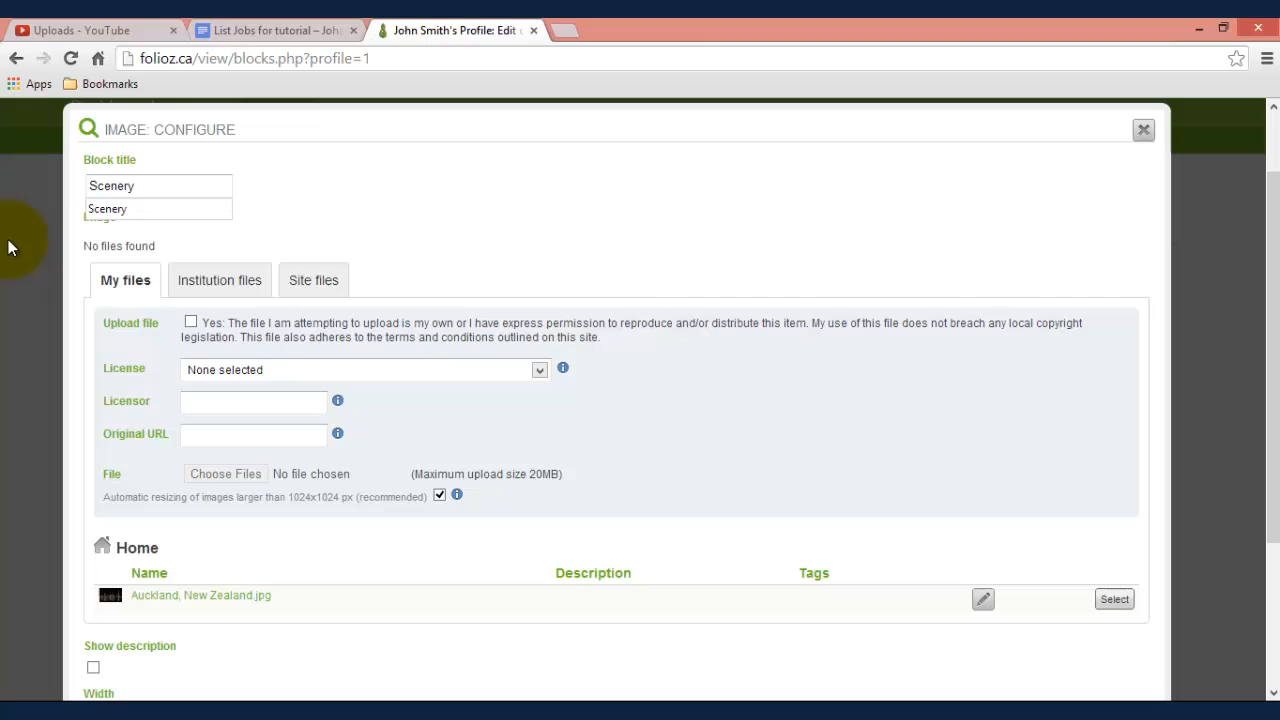 Uploads - YouTube
List Jobs for tutorial – Joh
John Smith's Profile: Edit
folioz.ca/view/blocks.php?profile=1
Apps
Bookmarks
IMAGE: CONFIGURE
Block title
Scenery
Scenery
No files found
My files
Institution files
Site files
Upload file
Yes: The file I am attempting to upload is my own or I have express permission to reproduce and/or distribute this item. My use of this file does not breach any local copyright
legislation. This file also adheres to the terms and conditions outlined on this site.
License
None selected
Licensor
Original URL
File
Choose Files
No file chosen
(Maximum upload size 20MB)
Automatic resizing of images larger than 1024x1024 px (recommended)
Home
Name
Description
Tags
Auckland, New Zealand.jpg
Select
Show description
Width